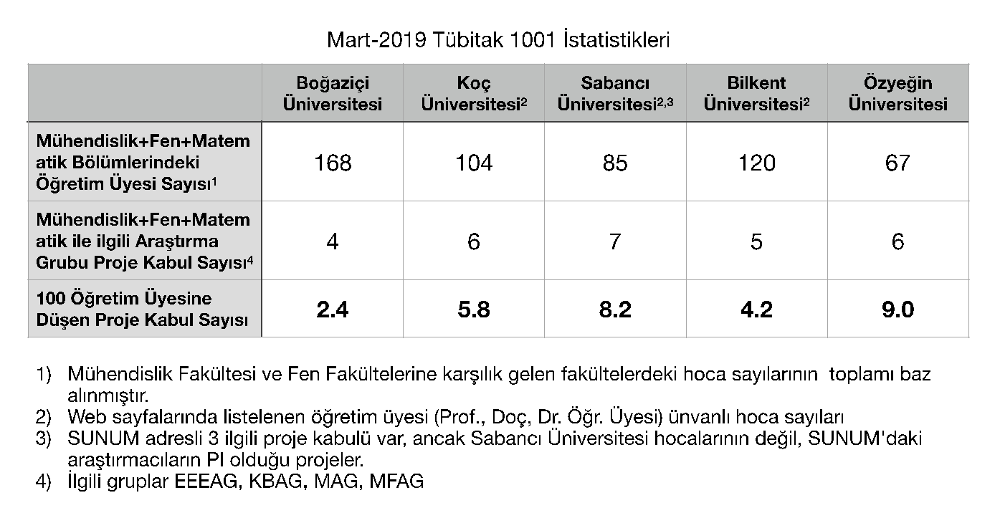 Mart-2019 Tübitak 1001 İstatistikleri
Boğaziçi Üniversitesi
Koç Üniversitesi²
Sabancı Üniversitesi²,³
Bilkent Üniversitesi²
Özyeğin Üniversitesi
Mühendislik+Fen+Matem
atik Bölümlerindeki
Öğretim Üyesi Sayısı¹
168 104 85 120 67
Mühendislik+Fen+Matem
atik ile ilgili Araştırma
Grubu Proje Kabul Sayısı⁴
4 6 7 5 6
100 Öğretim Üyesine
Düşen Proje Kabul Sayısı
2.4 5.8 8.2 4.2 9.0
1) Mühendislik Fakültesi ve Fen Fakültelerine karşılık gelen fakültelerdeki hoca sayılarının toplamı baz
alınmıştır.
2) Web sayfalarında listelenen öğretim üyesi (Prof., Doç, Dr. Öğr. Üyesi) ünvanlı hoca sayıları
3) SUNUM adresli 3 ilgili proje kabulü var, ancak Sabancı Üniversitesi hocalarının değil, SUNUM'daki
araştırmacıların PI olduğu projeler.
4) İlgili gruplar EEEAG, KBAG, MAG, MFAG